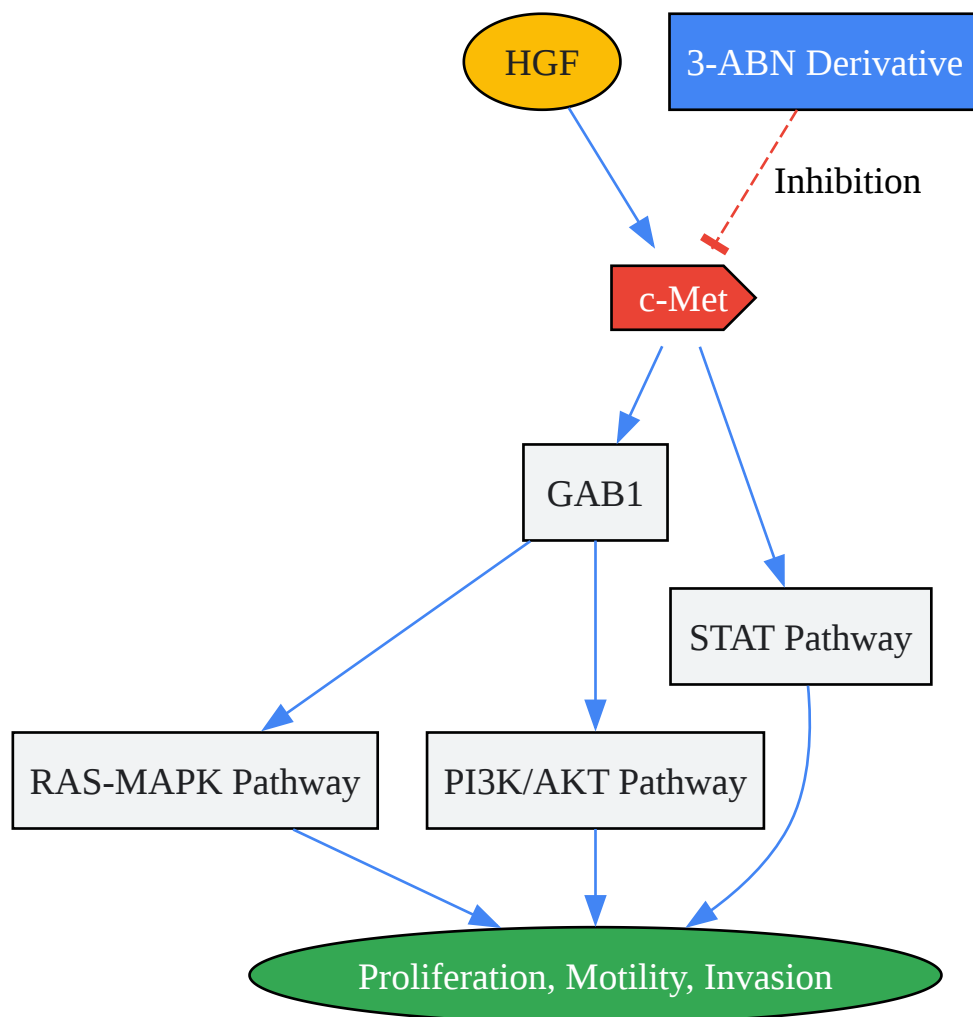 HGF
3-ABN Derivative
Inhibition
c-Met
GAB1
STAT Pathway
RAS-MAPK Pathway
PI3K/AKT Pathway
Proliferation, Motility, Invasion